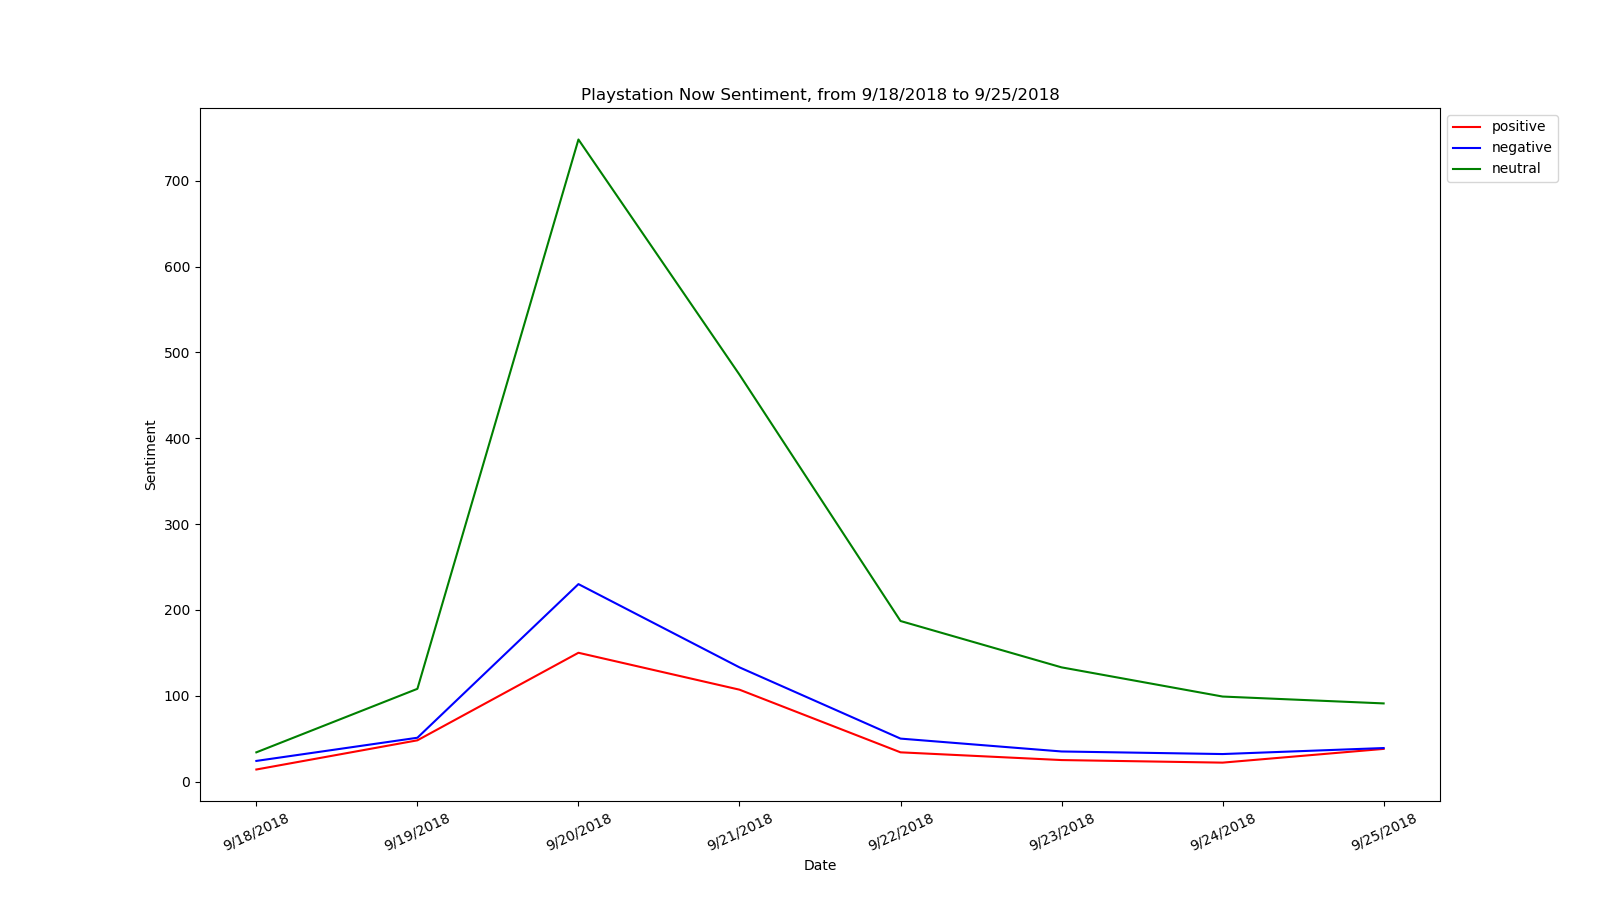 Playstation Now Sentiment, from 9/18/2018 to 9/25/2018
positive
negative
neutral
Sentiment
700
600
500
400
300
200
100
0
9/18/2018
9/19/2018
9/20/2018
9/21/2018
9/22/2018
9/23/2018
9/24/2018
9/25/2018
Date